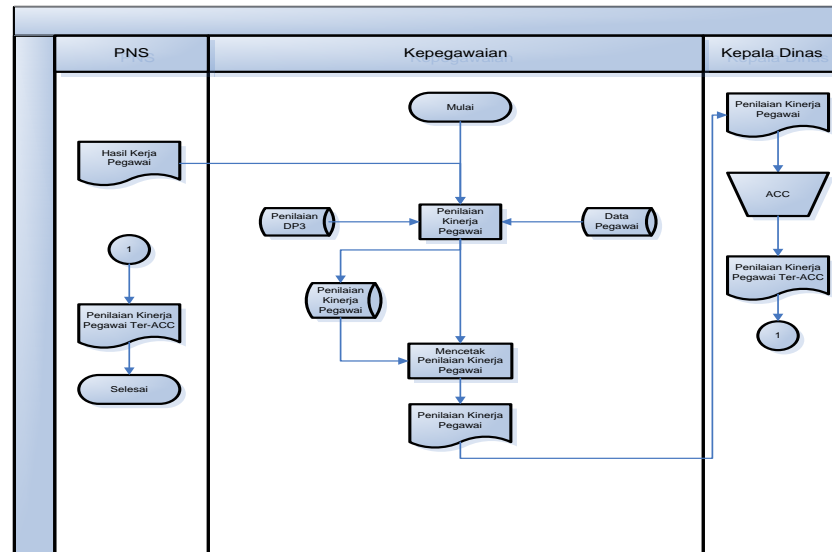 PNS
Kepegawaian
Kepala Dinas
Mulai
Hasil Kerja
Pegawai
Penilaian
DP3
Penilaian
Kinerja
Pegawai
Data
Pegawai
Penilaian
Kinerja
Pegawai
Mencetak
Penilaian Kinerja
Pegawai
Penilaian Kinerja
Pegawai
Penilaian Kinerja
Pegawai
ACC
Penilaian Kinerja
Pegawai Ter-ACC
1
1
Penilaian Kinerja
Pegawai Ter-ACC
Selesai